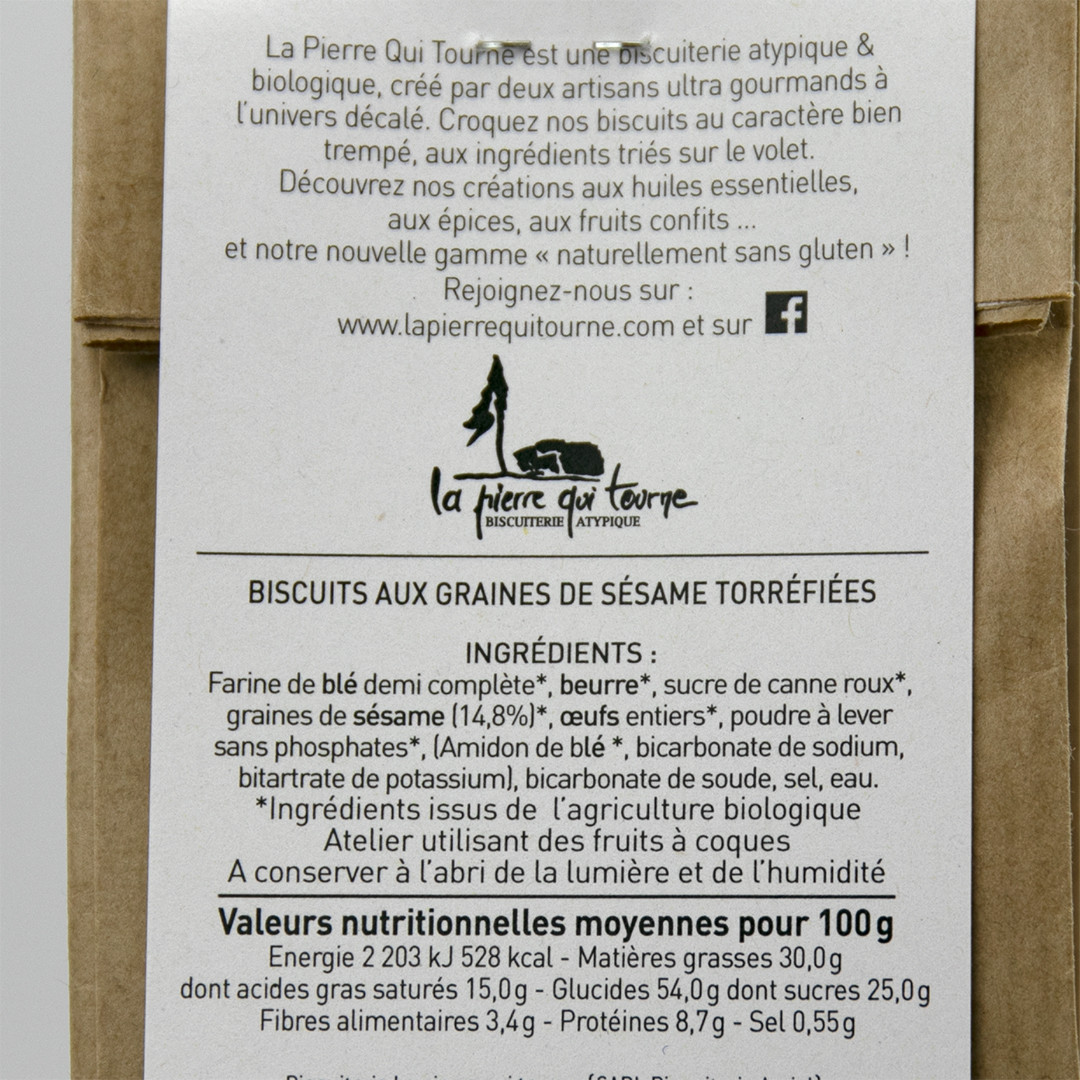 La Pierre Qui Tourne est une biscuiterie atypique &
biologique, créé par deux artisans ultra gourmands à
l'univers décalé. Croquez nos biscuits au caractère bien
trempé, aux ingrédients triés sur le volet.
Découvrez nos créations aux huiles essentielles,
aux épices, aux fruits confits ...
et notre nouvelle gamme « naturellement sans gluten » !
Rejoignez-nous sur :
www.lapierrequitourne.com et sur f
la pierre qui tourne
BISCUITERIE ATYPIQUE
BISCUITS AUX GRAINES DE SÉSAME TORRÉFIÉES
INGRÉDIENTS :
Farine de blé demi complète*, beurre*, sucre de canne roux*,
graines de sésame (14,8%)*, œufs entiers*, poudre à lever
sans phosphates*, (Amidon de blé *, bicarbonate de sodium,
bitartrate de potassium), bicarbonate de soude, sel, eau.
*Ingrédients issus de l'agriculture biologique
Atelier utilisant des fruits à coques
A conserver à l'abri de la lumière et de l'humidité
Valeurs nutritionnelles moyennes pour 100g
Energie 2 203 kJ 528 kcal - Matières grasses 30,0g
dont acides gras saturés 15,0g - Glucides 54,0g dont sucres 25,0g
Fibres alimentaires 3,4g - Protéines 8,7g - Sel 0,55g